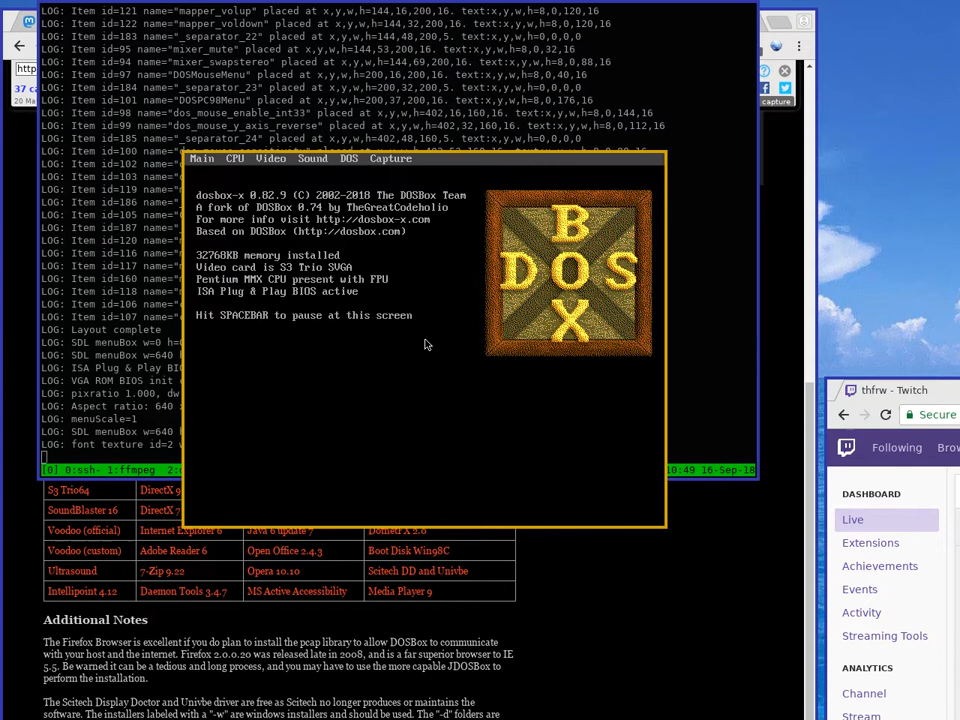 LOG: Item id=121 name="mapper_volup" placed at x,y,w,h=144,16,200,16. text:x,y,w,h=8,0,120,16
LOG: Item id=122 name="mapper_voldown" placed at x,y,w,h=144,32,200,16. text:x,y,w,h=8,0,120,16
LOG: Item id=183 name="_separator_22" placed at x,y,w,h=144,48,200,5. text:x,y,w,h=0,0,0,0
LOG: Item id=95 name="mixer_mute" placed at x,y,w,h=144,53,200,16. text:x,y,w,h=8,0,32,16
LOG: Item id=94 name="mixer_swapstereo" placed at x,y,w,h=144,69,200,16. text:x,y,w,h=8,0,88,16
LOG: Item id=97 name="DOSMouseMenu" placed at x,y,w,h=200,16,200,16. text:x,y,w,h=8,0,40,16
LOG: Item id=184 name="_separator_23" placed at x,y,w,h=200,32,200,5. text:x,y,w,h=0,0,0,0
LOG: Item id=101 name="DOSPC98Menu" placed at x,y,w,h=200,37,200,16. text:x,y,w,h=8,0,176,16
LOG: Item id=98 name="dos_mouse_enable_int33" placed at x,y,w,h=402,16,160,16. text:x,y,w,h=8,0,144,16
LOG: Item id=99 name="dos_mouse_y_axis_reverse" placed at x,y,w,h=402,32,160,16. text:x,y,w,h=8,0,112,16
LOG: Item id=185 name="_separator_24" placed at x,y,w,h=402,48,160,5. text:x,y,w,h=0,0,0,0
LOG: Item id=100 name=
LOG: Item id=102 name=
LOG: Item id=103 name=
LOG: Item id=119 name=
LOG: Item id=186 name=
LOG: Item id=105 name=
LOG: Item id=187 name=
LOG: Item id=120 name=
LOG: Item id=116 name=
LOG: Item id=117 name=
LOG: Item id=160 name=
LOG: Item id=118 name=
LOG: Item id=106 name=
LOG: Item id=107 name=
LOG: Layout complete
LOG: SDL menuBox w=0
LOG: SDL menuBox w=640
LOG: ISA Plug & Play BIO
LOG: VGA ROM BIOS init
LOG: pixratio 1.000, dw
LOG: Aspect ratio: 640
LOG: menuScale=1
LOG: SDL menuBox w=640
LOG: font texture id=2
[0] 0:ssh- 1:ffmpeg
10:49 16-Sep-18
Main CPU Video Sound DOS Capture
dosbox-x 0.82.9 (C) 2002-2018 The DOSBox Team
A fork of DOSBox 0.74 by TheGreatCodeholio
For more info visit http://dosbox-x.com
Based on DOSBox (http://dosbox.com)
32768KB memory installed
Video card is S3 Trio SVGA
Pentium MMX CPU present with FPU
ISA Plug & Play BIOS active
Hit SPACEBAR to pause at this screen
B
DOS
X
http
37 ca
20 Ma
capture
S3 Trio64 DirectX 9
SoundBlaster 16 DirectX 7
Voodoo (official) Internet Explorer 6 Java 6 update 7 DotnetFX 2.0
Voodoo (custom) Adobe Reader 6 Open Office 2.4.3 Boot Disk Win98C
Ultrasound 7-Zip 9.22 Opera 10.10 Scitech DD and Univbe
Intellipoint 4.12 Daemon Tools 3.4.7 MS Active Accessibility Media Player 9
Additional Notes
The Firefox Browser is excellent if you do plan to install the pcap library to allow DOSBox to communicate
with your host and the internet. Firefox 2.0.0.20 was released late in 2008, and is a far superior browser to IE
5.5. Be warned it can be a tedious and long process, and you may have to use the more capable JDOSBox to
perform the installation.
The Scitech Display Doctor and Univbe driver are free as Scitech no longer produces or maintains the
software. The installers labeled with a "-w" are windows installers and should be used. The "-d" folders are
thfrw - Twitch
Secure
Following Brow
DASHBOARD
Live
Extensions
Achievements
Events
Activity
Streaming Tools
ANALYTICS
Channel
Stream